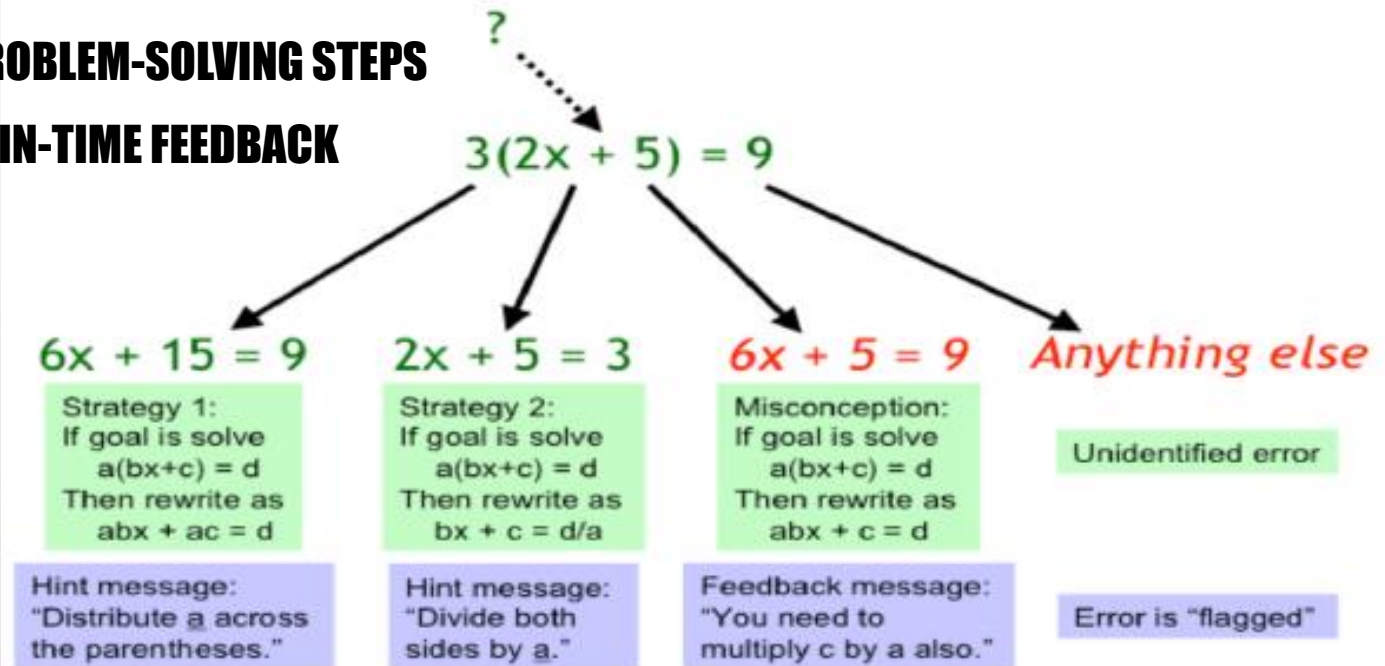 ?
ROBLEM-SOLVING STEPS
IN-TIME FEEDBACK
3(2x + 5) = 9
6x + 15 = 9
Strategy 1:
If goal is solve
a(bx+c) = d
Then rewrite as
abx + ac = d
Hint message:
"Distribute a across
the parentheses."
2x + 5 = 3
Strategy 2:
If goal is solve
a(bx+c) = d
Then rewrite as
bx + c = d/a
Hint message:
"Divide both
sides by a."
6x + 5 = 9
Misconception:
If goal is solve
a(bx+c) = d
Then rewrite as
abx + c = d
Feedback message:
"You need to
multiply c by a also."
Anything else
Unidentified error
Error is "flagged"